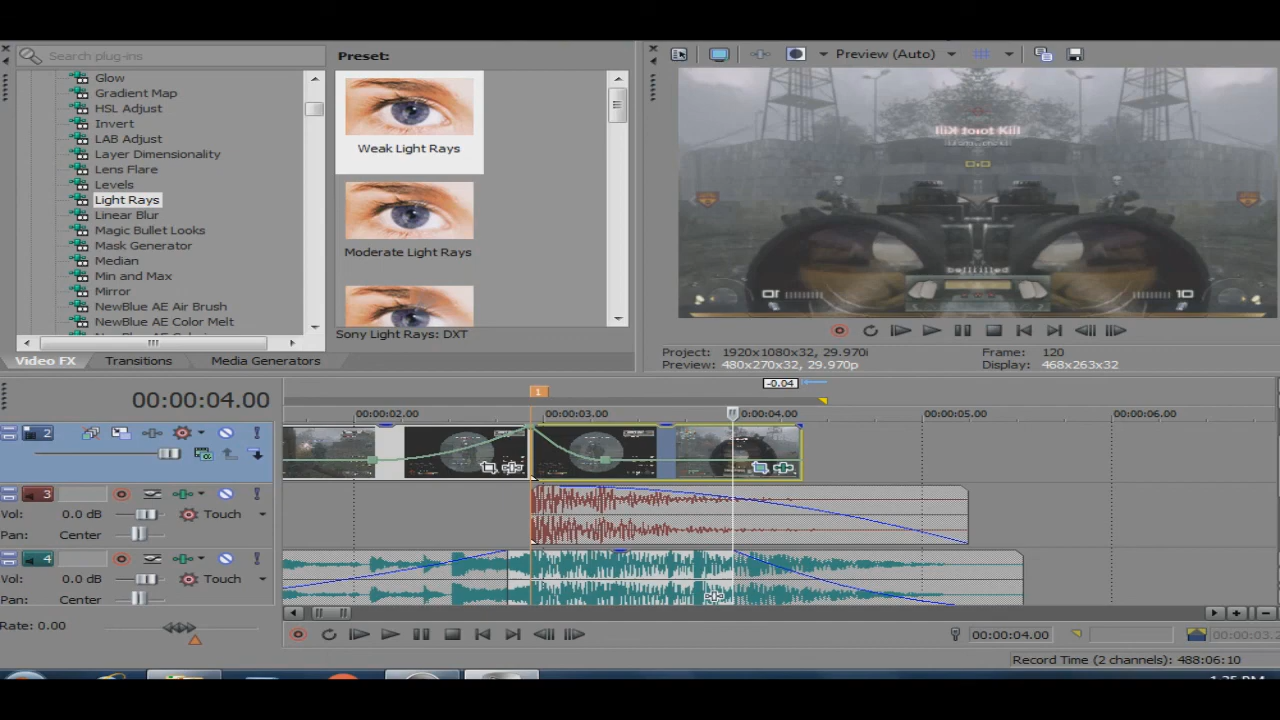 Search plug-ins
Glow
Gradient Map
HSL Adjust
Invert
LAB Adjust
Layer Dimensionality
Lens Flare
Levels
Light Rays
Linear Blur
Magic Bullet Looks
Mask Generator
Median
Min and Max
Mirror
NewBlue AE Air Brush
NewBlue AE Color Melt
Preset:
Weak Light Rays
Moderate Light Rays
Sony Light Rays: DXT
Video FX
Transitions
Media Generators
Preview (Auto)
10
Project: 1920x1080x32, 29.970i
Frame: 120
Preview: 480x270x32, 29.970p
Display: 468x263x32
00:00:04.00
-0.04
1
00:00:02.00
00:00:03.00
00:00:04.00
00:00:05.00
00:00:06.00
2
3
Vol: 0.0 dB Touch
Pan: Center
4
Vol: 0.0 dB Touch
Pan: Center
Rate: 0.00
00:00:04.00
Record Time (2 channels): 488:06:10